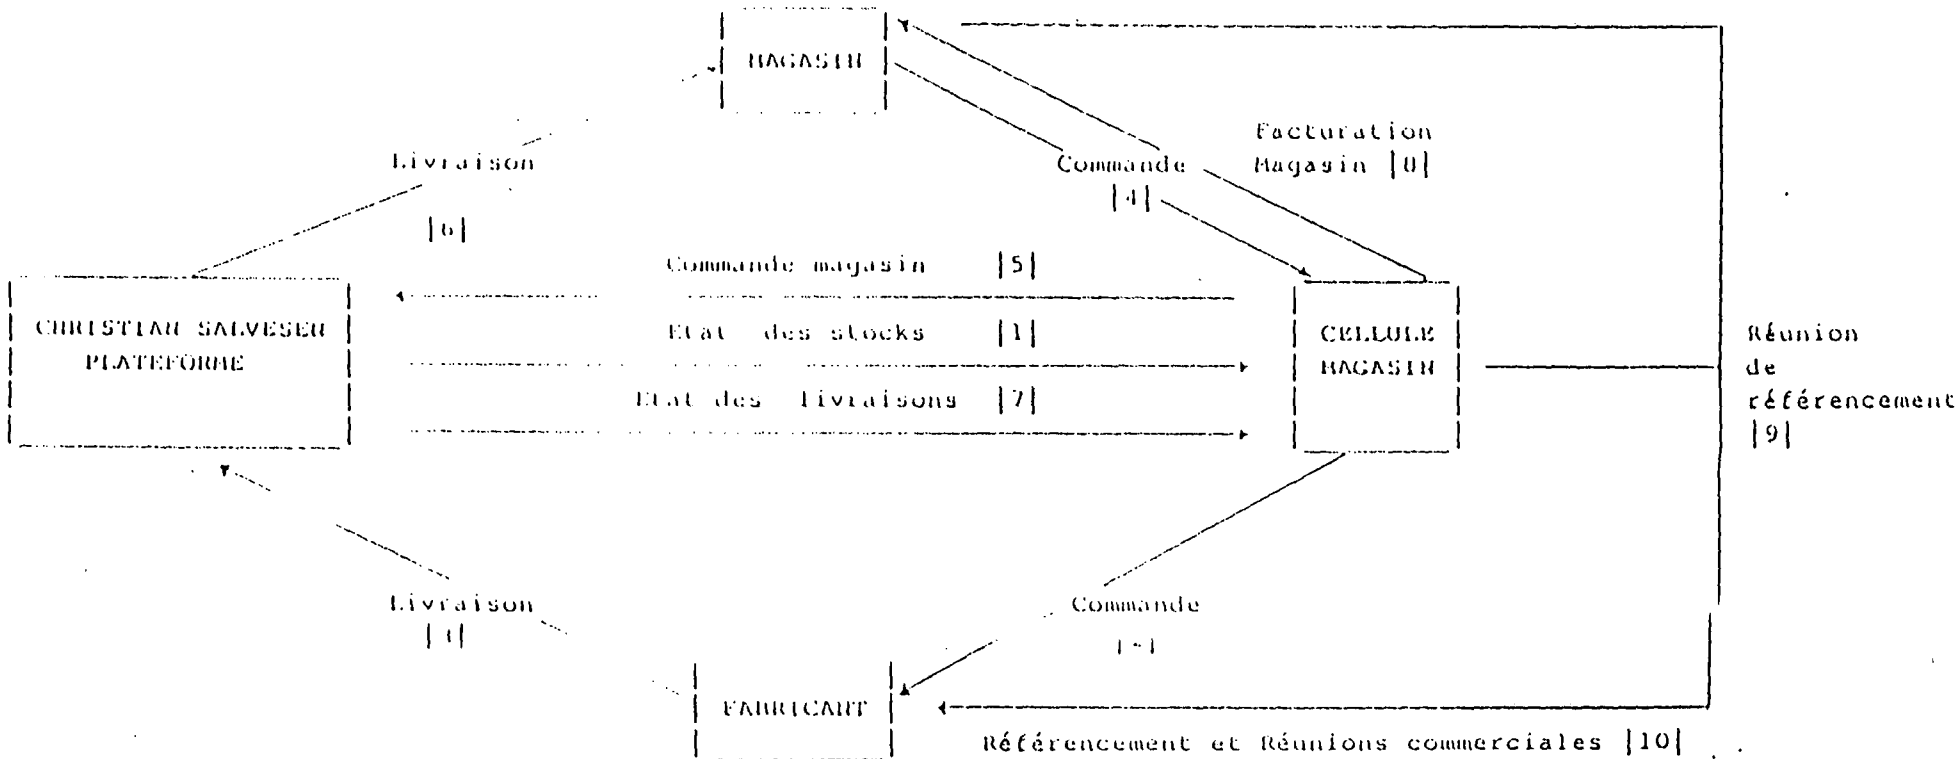 MAGASIN
Facturation
Magasin |8|
Livraison
Commande
|4|
|6|
Commande magasin |5|
CHRISTIAN SALVESEN
PLATEFORME
Etat des stocks |1|
CELLULE
MAGASIN
Réunion
de
référencement
|9|
Etat des livraisons |7|
Livraison
Commande
FABRICANT
Référencement et Réunions commerciales |10|